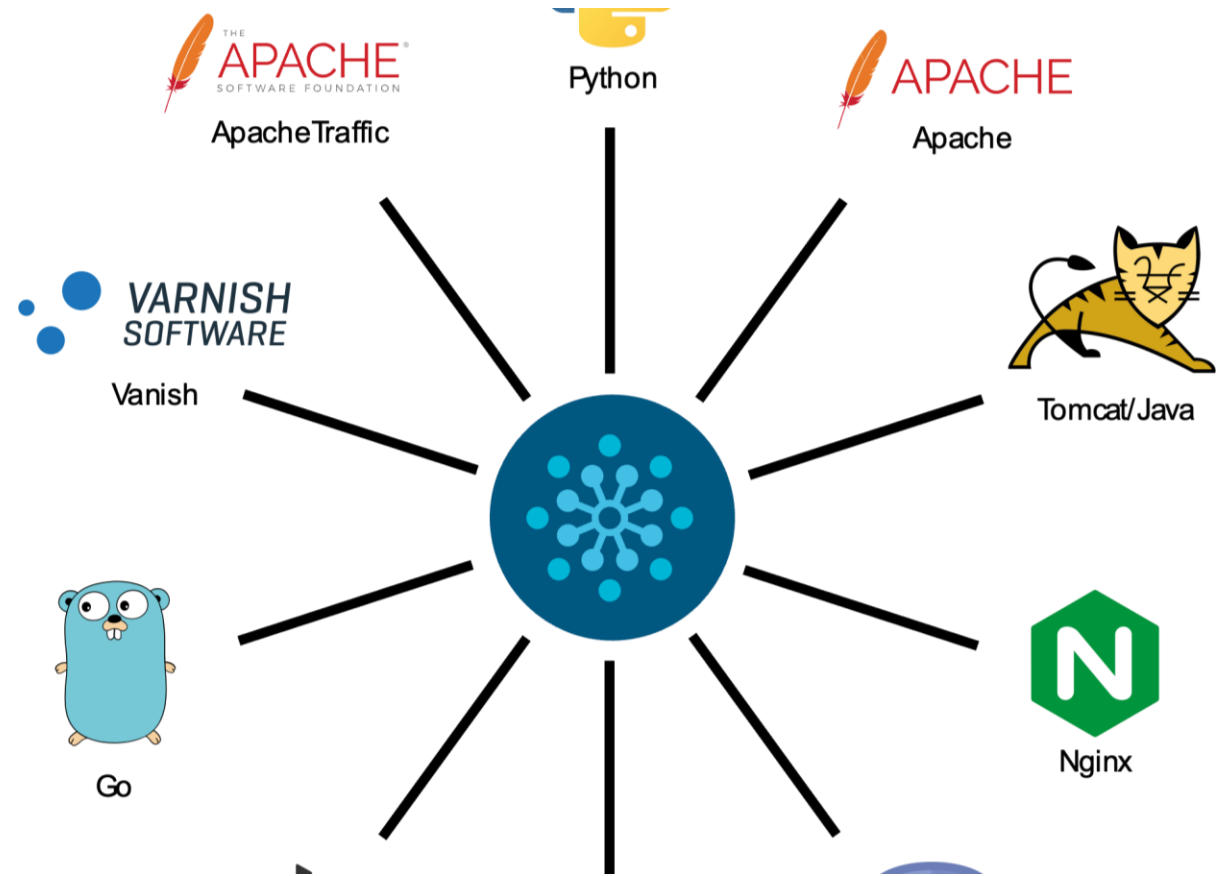 THE
APACHE®
SOFTWARE FOUNDATION
ApacheTraffic
Python
APACHE
Apache
VARNISH
SOFTWARE
Vanish
Tomcat/Java
N
Nginx
Go